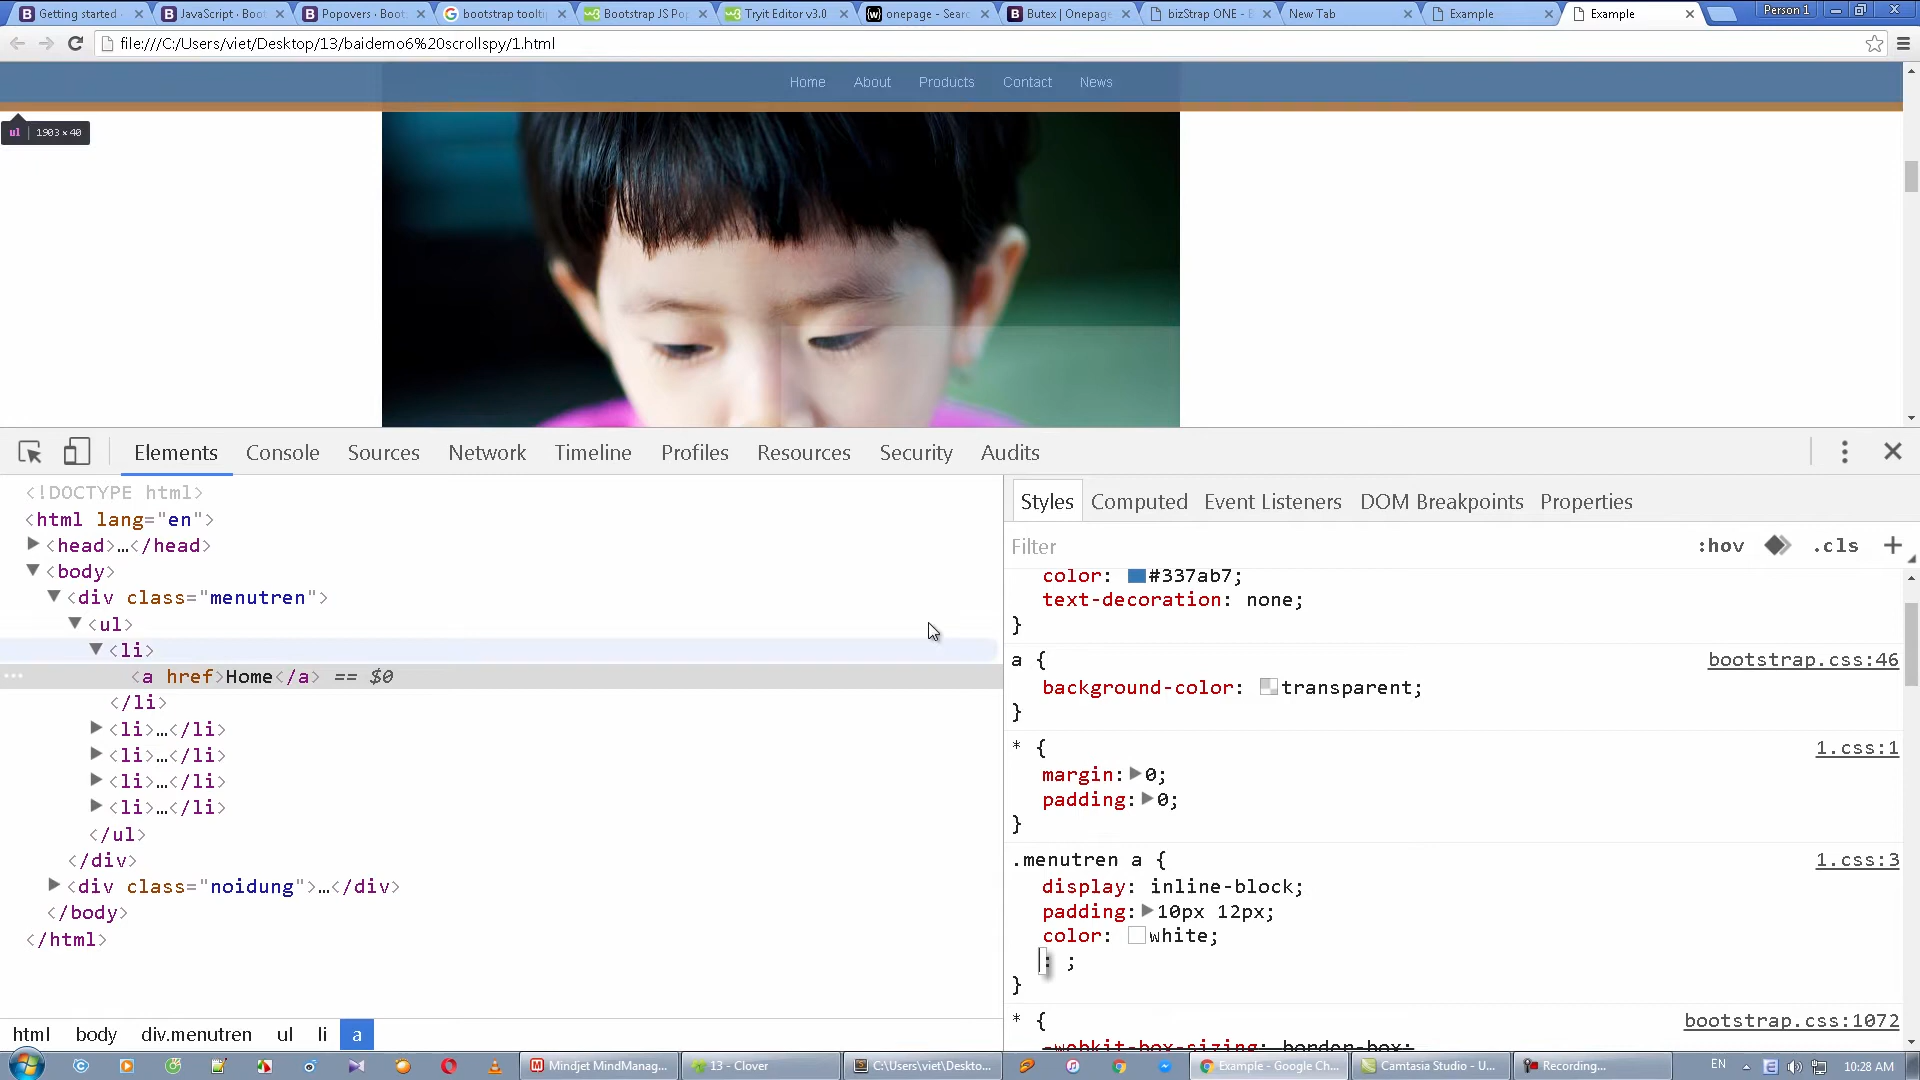 Getting started
JavaScript · Boot
Popovers · Boot
bootstrap toolti
Bootstrap JS Po
Tryit Editor v3.0
onepage - Sear
Butex | Onepage
bizStrap ONE - B
New Tab
Example
Example
Person 1
file:///C:/Users/viet/Desktop/13/baidemo6%20scrollspy/1.html
Home About Products Contact News
ul | 1903 × 40
Elements Console Sources Network Timeline Profiles Resources Security Audits
<!DOCTYPE html>
<html lang="en">
<head>…</head>
<body>
<div class="menutren">
<ul>
<li>
<a href>Home</a> == $0
</li>
<li>…</li>
<li>…</li>
<li>…</li>
<li>…</li>
</ul>
</div>
<div class="noidung">…</div>
</body>
</html>
html body div.menutren ul li a
Styles Computed Event Listeners DOM Breakpoints Properties
Filter :hov .cls +
color: #337ab7;
text-decoration: none;
}
a { bootstrap.css:46
background-color: transparent;
}
* { 1.css:1
margin: 0;
padding: 0;
}
.menutren a { 1.css:3
display: inline-block;
padding: 10px 12px;
color: white;
: ;
}
* { bootstrap.css:1072
-webkit-box-sizing: border-box;
Mindjet MindManag...
13 - Clover
C:\Users\viet\Deskto...
Example - Google Ch...
Camtasia Studio - U...
Recording...
EN
10:28 AM